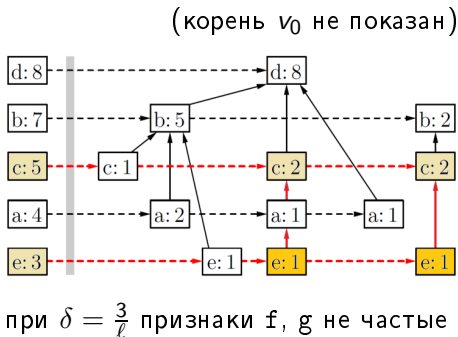 (корень v₀ не показан)
d: 8 d: 8
b: 7 b: 5 b: 2
c: 5 c: 1 c: 2 c: 2
a: 4 a: 2 a: 1 a: 1
e: 3 e: 1 e: 1 e: 1
при δ = 3/ℓ признаки f, g не частые